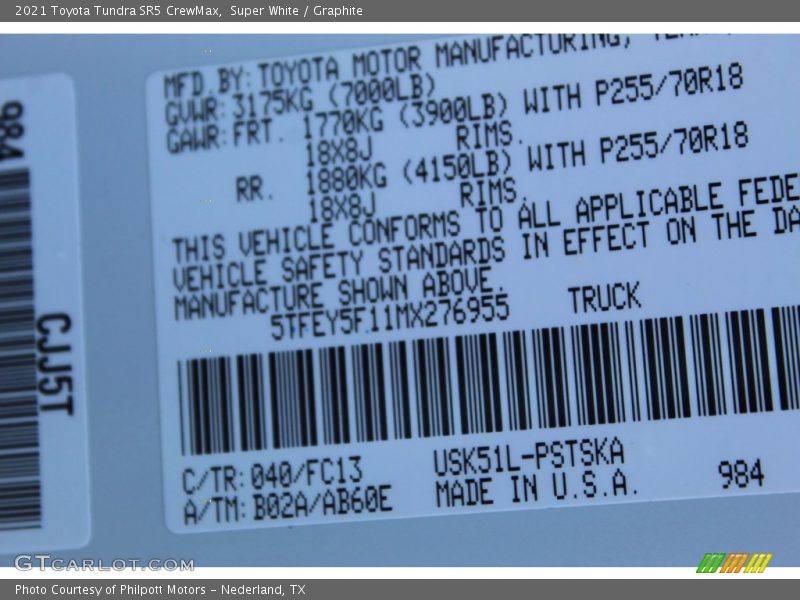 2021 Toyota Tundra SR5 CrewMax, Super White / Graphite
984
CJJ5T
MFD. BY: TOYOTA MOTOR MANUFACTURING,
GVWR: 3175KG (7000LB)
GAWR: FRT. 1770KG (3900LB) WITH P255/70R18
18X8J RIMS.
RR. 1880KG (4150LB) WITH P255/70R18
18X8J RIMS.
THIS VEHICLE CONFORMS TO ALL APPLICABLE FEDE
VEHICLE SAFETY STANDARDS IN EFFECT ON THE DA
MANUFACTURE SHOWN ABOVE.
5TFEY5F11MX276955 TRUCK
C/TR: 040/FC13 USK51L-PSTSKA
A/TM: B02A/AB60E MADE IN U.S.A. 984
GTCARLOT.COM
Photo Courtesy of Philpott Motors - Nederland, TX